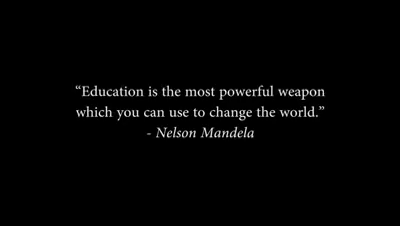 “Education is the most powerful weapon
which you can use to change the world.”
- Nelson Mandela